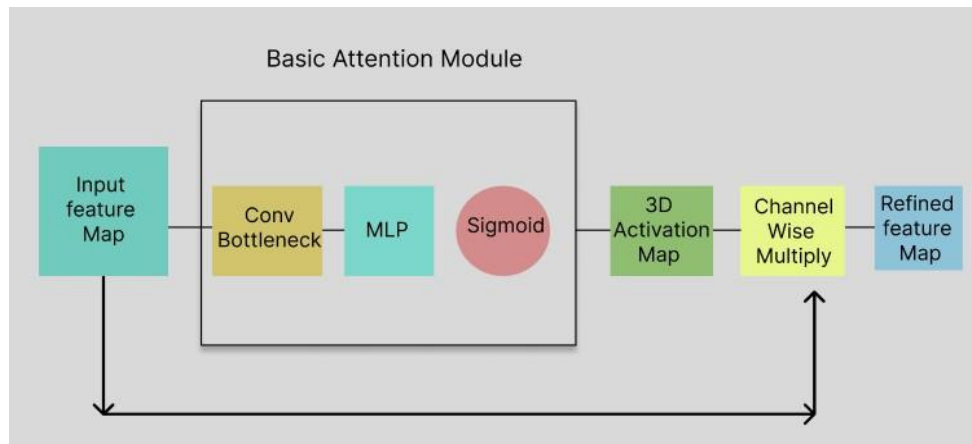 Basic Attention Module
Input
feature
Map
Conv
Bottleneck
MLP
Sigmoid
3D
Activation
Map
Channel
Wise
Multiply
Refined
feature
Map